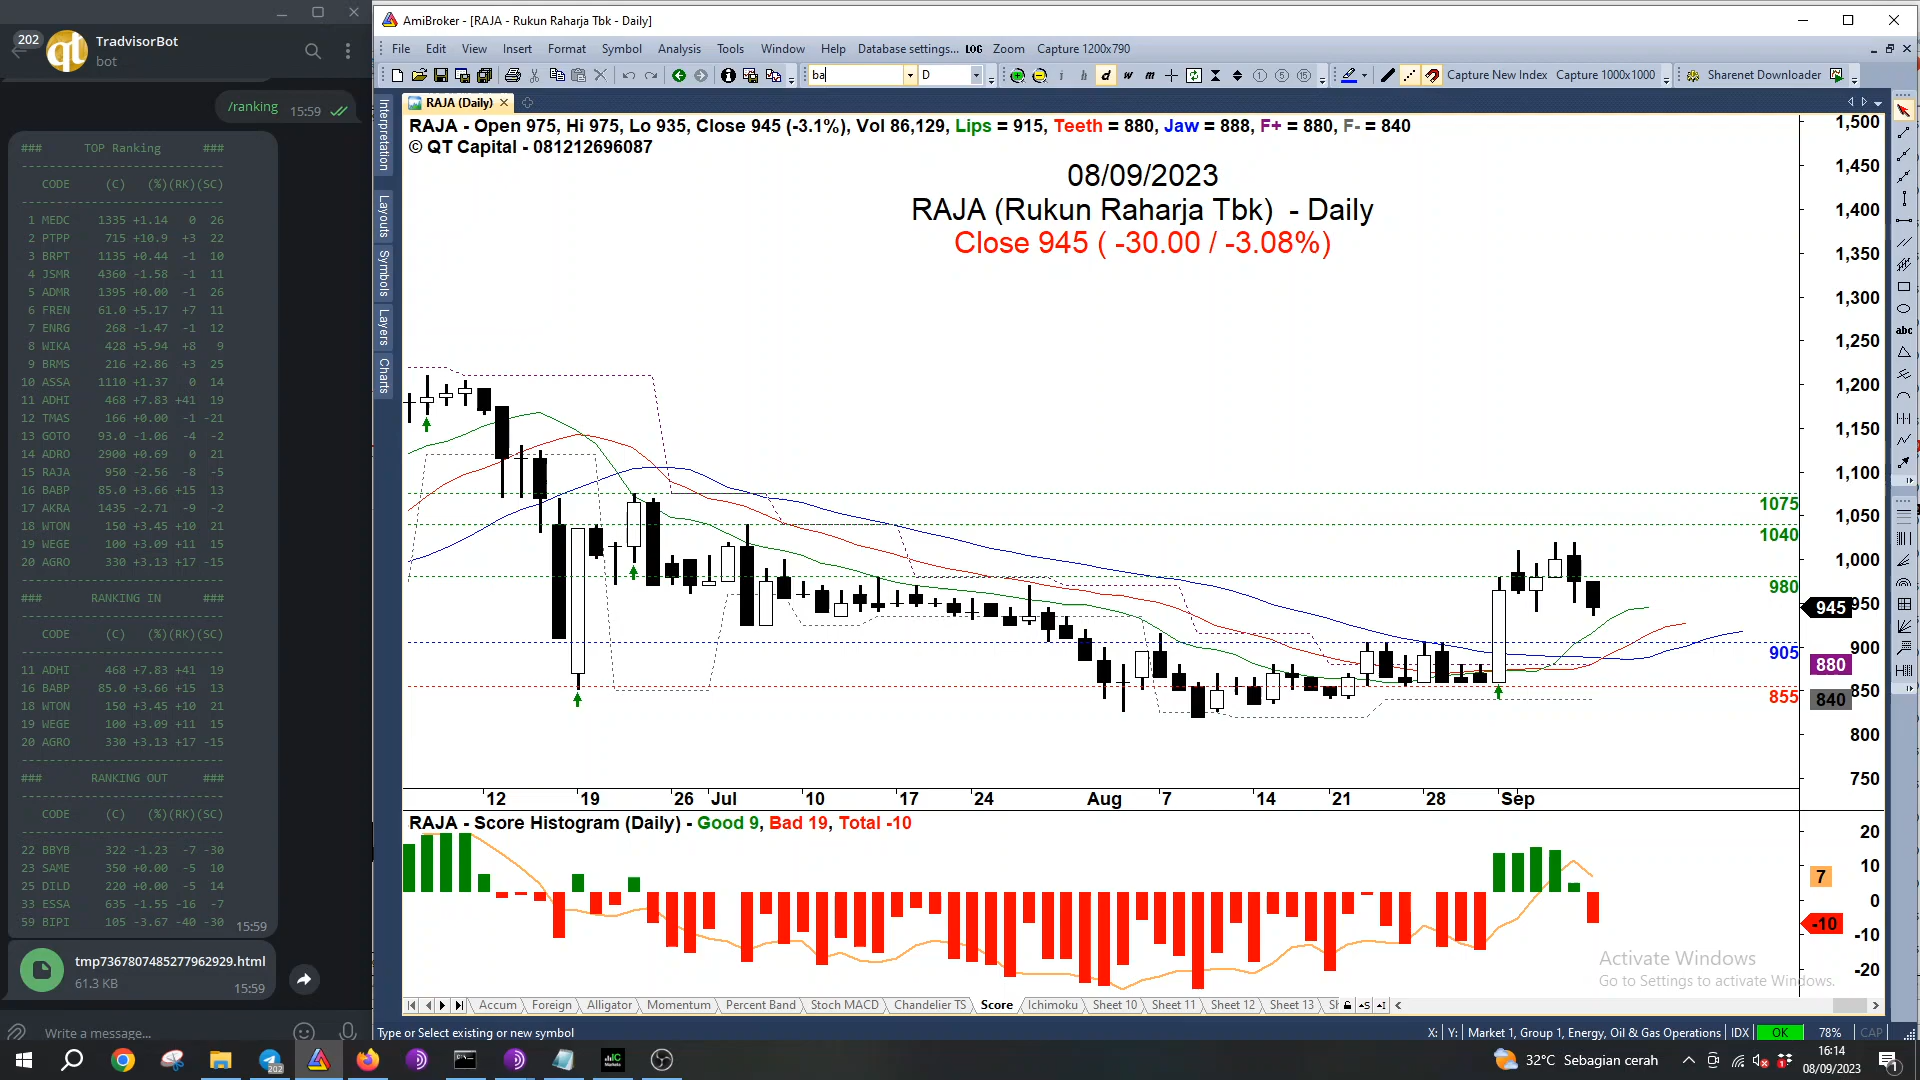 202
TradvisorBot
bot
/ranking 15:59
### TOP Ranking ###
CODE (C) (%)(RK)(SC)
1 MEDC 1335 +1.14 0 26
2 PTPP 715 +10.9 +3 22
3 BRPT 1135 +0.44 -1 10
4 JSMR 4360 -1.58 -1 11
5 ADMR 1395 +0.00 -1 26
6 FREN 61.0 +5.17 +7 11
7 ENRG 268 -1.47 -1 12
8 WIKA 428 +5.94 +8 9
9 BRMS 216 +2.86 +3 25
10 ASSA 1110 +1.37 0 14
11 ADHI 468 +7.83 +41 19
12 TMAS 166 +0.00 -1 -21
13 GOTO 93.0 -1.06 -4 -2
14 ADRO 2900 +0.69 0 21
15 RAJA 950 -2.56 -8 -5
16 BABP 85.0 +3.66 +15 13
17 AKRA 1435 -2.71 -9 -2
18 WTON 150 +3.45 +10 21
19 WEGE 100 +3.09 +11 15
20 AGRO 330 +3.13 +17 -15
### RANKING IN ###
CODE (C) (%)(RK)(SC)
11 ADHI 468 +7.83 +41 19
16 BABP 85.0 +3.66 +15 13
18 WTON 150 +3.45 +10 21
19 WEGE 100 +3.09 +11 15
20 AGRO 330 +3.13 +17 -15
### RANKING OUT ###
CODE (C) (%)(RK)(SC)
22 BBYB 322 -1.23 -7 -30
23 SAME 350 +0.00 -5 10
25 DILD 220 +0.00 -5 14
33 ESSA 635 -1.55 -16 -7
59 BIPI 105 -3.67 -40 -30
15:59
tmp7367807485277962929.html
61.3 KB
15:59
Write a message...
AmiBroker - [RAJA - Rukun Raharja Tbk - Daily]
File Edit View Insert Format Symbol Analysis Tools Window Help Database settings... LOG Zoom Capture 1200x790
ba D i h d w m Capture New Index Capture 1000x1000 Sharenet Downloader
RAJA (Daily)
Interpretation
Layouts
Symbols
Layers
Charts
RAJA - Open 975, Hi 975, Lo 935, Close 945 (-3.1%), Vol 86,129, Lips = 915, Teeth = 880, Jaw = 888, F+ = 880, F- = 840
© QT Capital - 081212696087
08/09/2023
RAJA (Rukun Raharja Tbk) - Daily
Close 945 ( -30.00 / -3.08%)
1,500
1,450
1,400
1,350
1,300
1,250
1,200
1,150
1,100
1,050
1,000
950
900
850
800
750
1075
1040
980
945
905
880
855
840
12 19 26 Jul 10 17 24 Aug 7 14 21 28 Sep
RAJA - Score Histogram (Daily) - Good 9, Bad 19, Total -10
20
10
7
0
-10
-10
-20
abc
Activate Windows
Go to Settings to activate Windows.
Accum Foreign Alligator Momentum Percent Band Stoch MACD Chandelier TS Score Ichimoku Sheet 10 Sheet 11 Sheet 12 Sheet 13 Sh
Type or Select existing or new symbol X: Y: Market 1, Group 1, Energy, Oil & Gas Operations IDX OK 78% CAP
202
32°C Sebagian cerah
16:14
08/09/2023